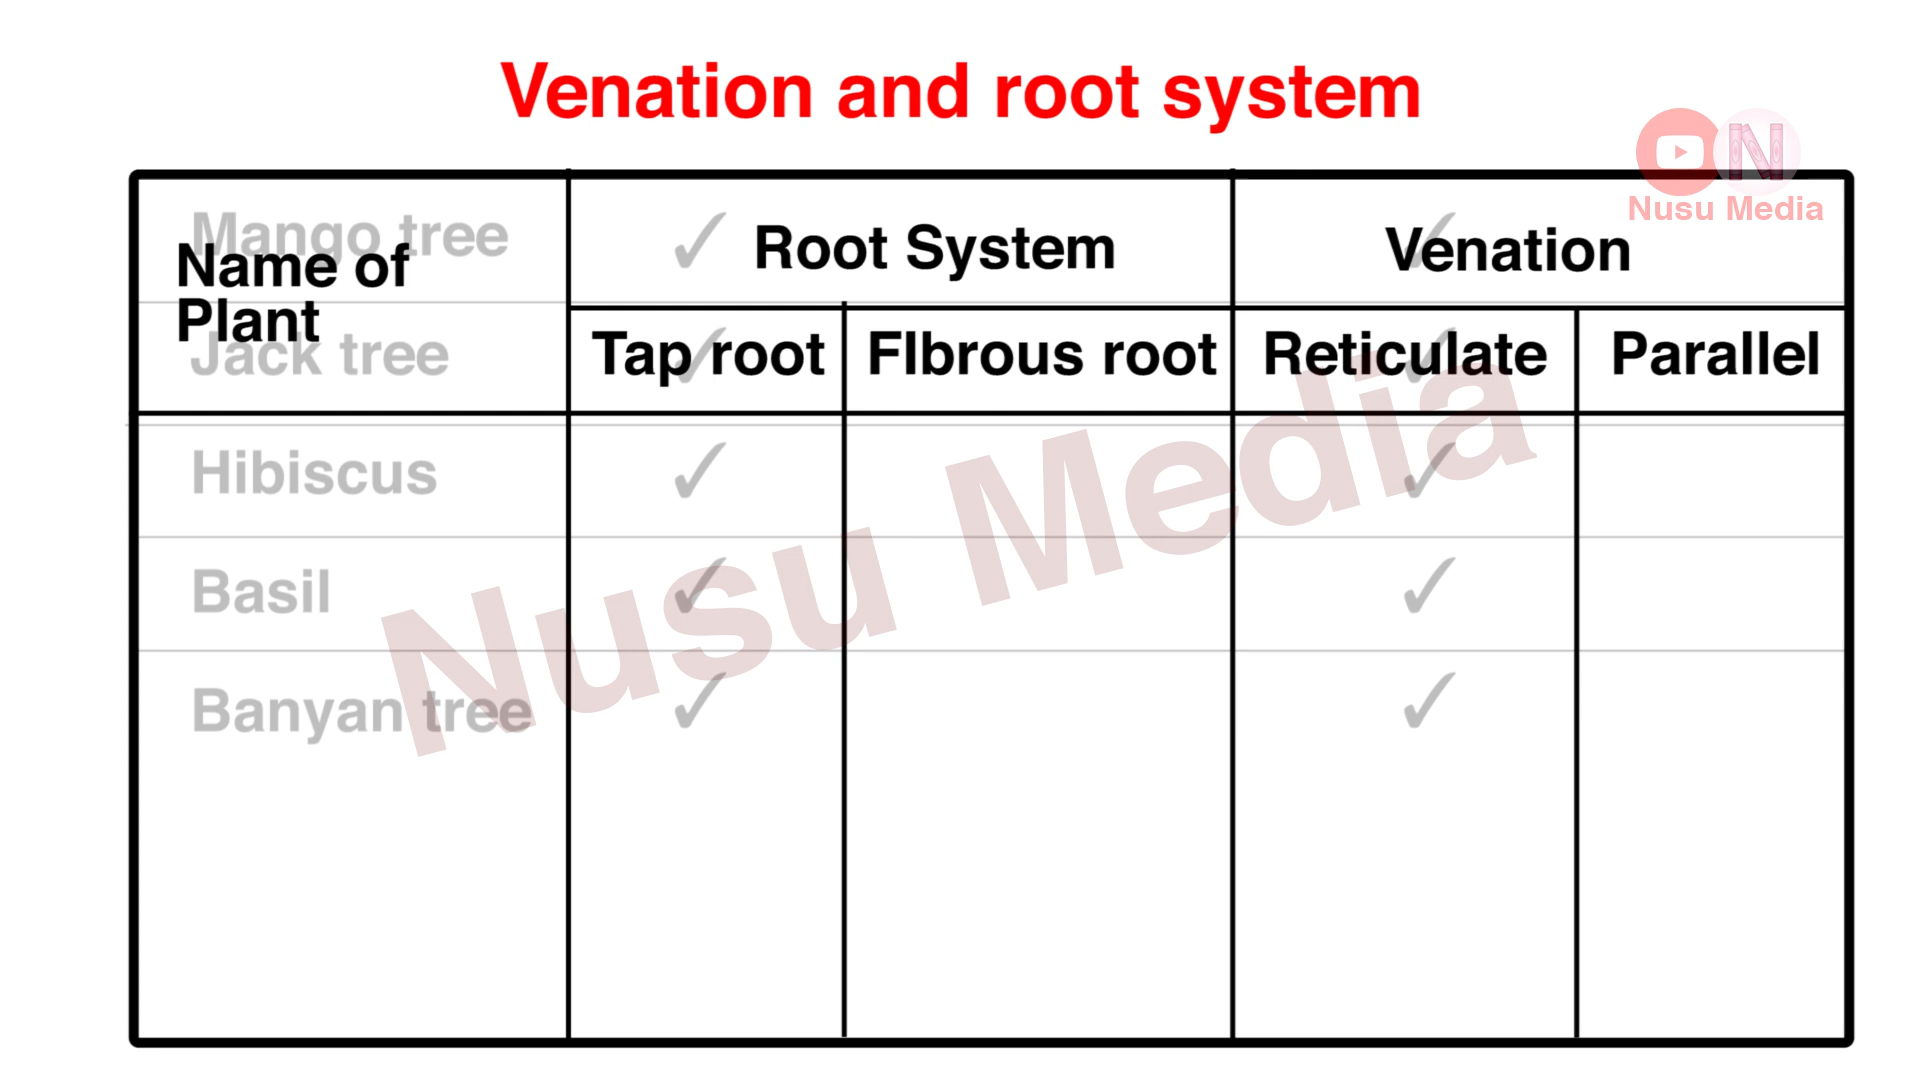 Venation and root system
Nusu Media
Mango tree ✓ ✓
Name of Plant
Root System
Venation
Jack tree ✓ ✓
Tap root
FIbrous root
Reticulate
Parallel
Hibiscus ✓ ✓
Basil ✓ ✓
Banyan tree ✓ ✓
Nusu Media